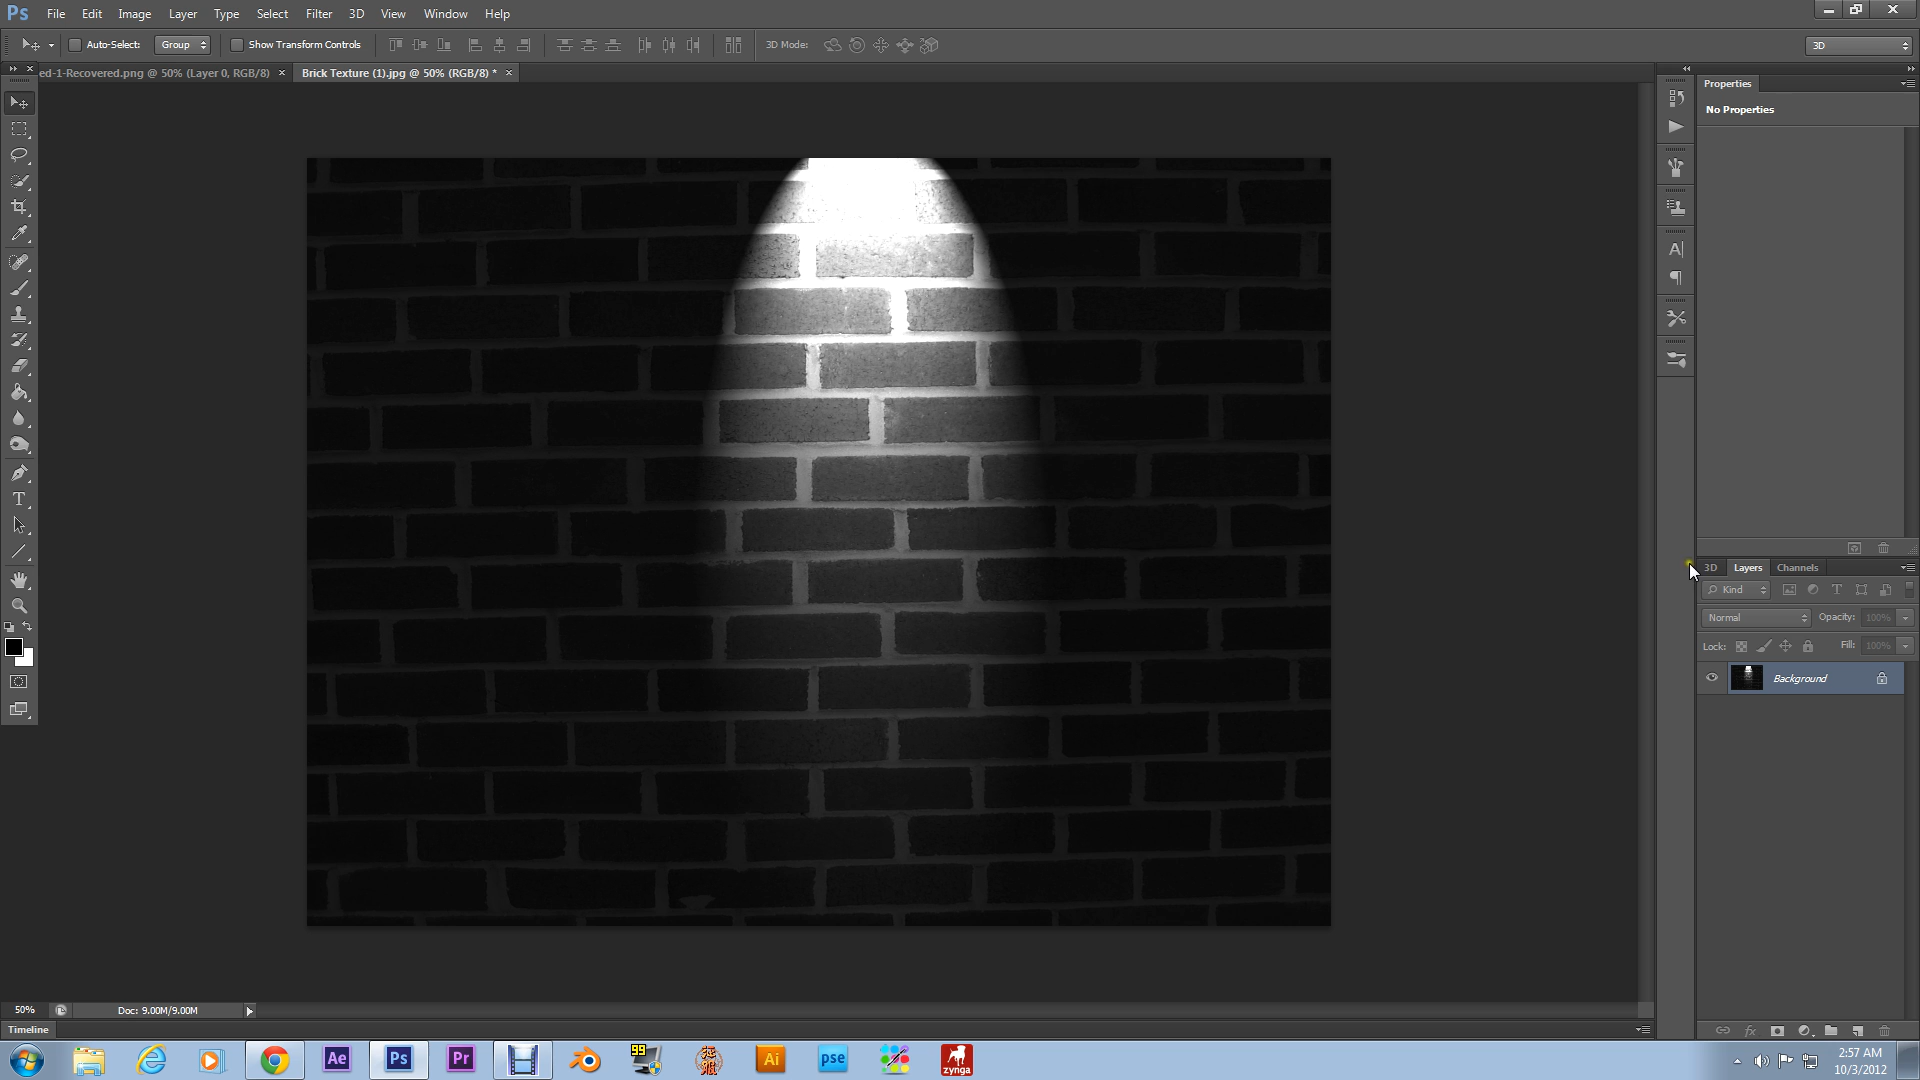 Ps File Edit Image Layer Type Select Filter 3D View Window Help
Auto-Select: Group Show Transform Controls 3D Mode: 3D
ed-1-Recovered.png @ 50% (Layer 0, RGB/8) × Brick Texture (1).jpg @ 50% (RGB/8) * ×
Properties
No Properties
3D Layers Channels
Kind
Normal Opacity: 100%
Lock: Fill: 100%
Background
50% Doc: 9.00M/9.00M
Timeline
Ae Ps Pr 99 Ai pse zynga
2:57 AM
10/3/2012